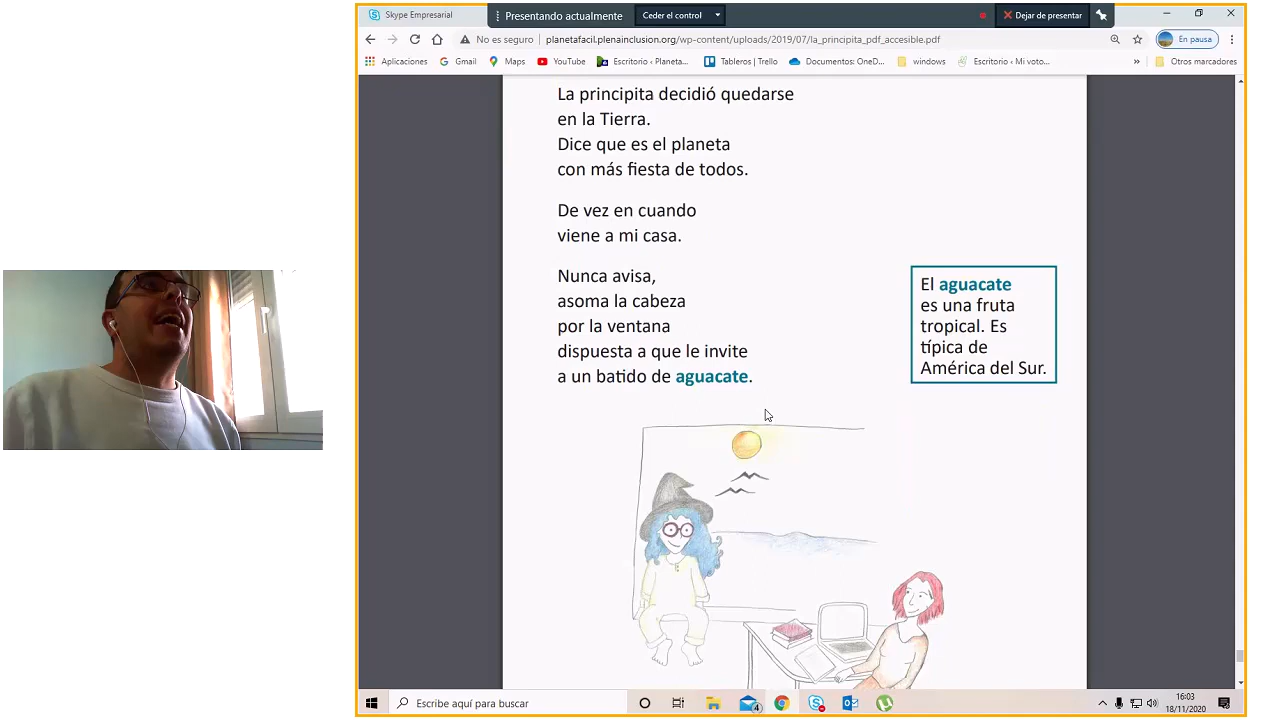 Skype Empresarial
Presentando actualmente
Ceder el control
Dejar de presentar
No es seguro
planetafacil.plenainclusion.org/wp-content/uploads/2019/07/la_principita_pdf_accesible.pdf
En pausa
Aplicaciones
Gmail
Maps
YouTube
Escritorio ‹ Planeta...
Tableros | Trello
Documentos: OneD...
windows
Escritorio ‹ Mi voto...
»
Otros marcadores
La principita decidió quedarse
en la Tierra.
Dice que es el planeta
con más fiesta de todos.
De vez en cuando
viene a mi casa.
Nunca avisa,
asoma la cabeza
por la ventana
dispuesta a que le invite
a un batido de aguacate.
El aguacate
es una fruta
tropical. Es
típica de
América del Sur.
Escribe aquí para buscar
4
16:03
18/11/2020